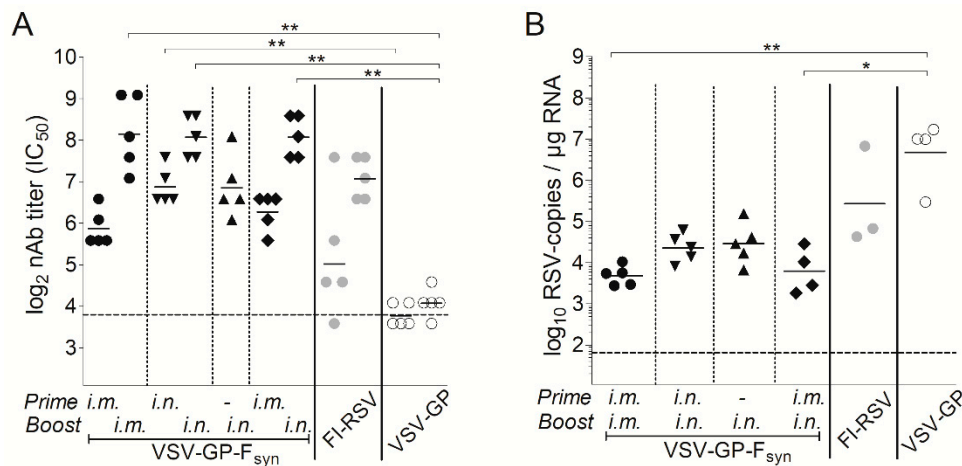 A
**
**
**
**
log₂ nAb titer (IC₅₀)
10
9
8
7
6
5
4
3
Prime i.m. i.n. - i.m.
Boost i.m. i.n. i.n. i.n.
VSV-GP-Fsyn
FI-RSV
VSV-GP
B
**
*
log₁₀ RSV-copies / µg RNA
9
8
7
6
5
4
3
2
Prime i.m. i.n. - i.m.
Boost i.m. i.n. i.n. i.n.
VSV-GP-Fsyn
FI-RSV
VSV-GP